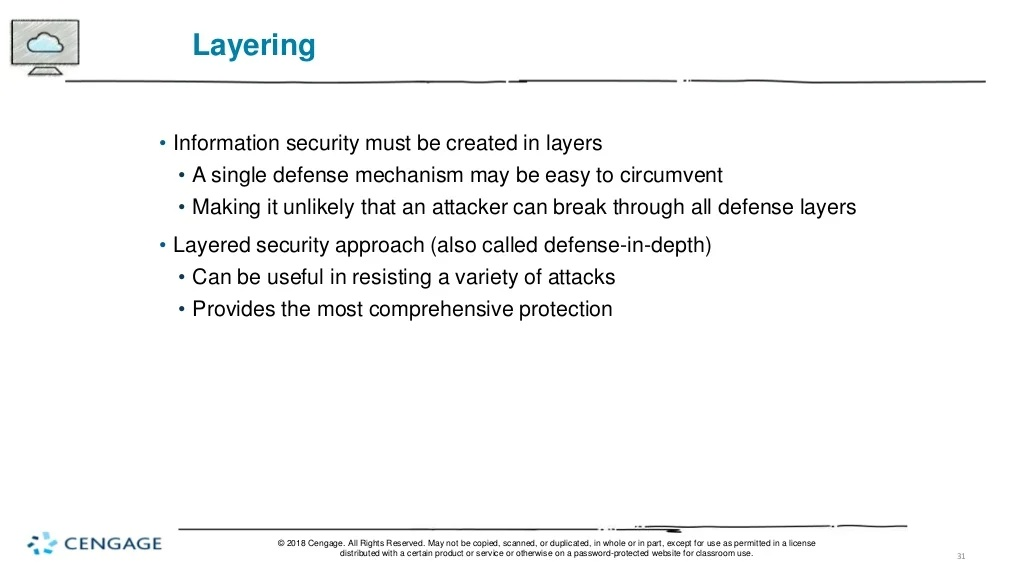 Layering
• Information security must be created in layers
• A single defense mechanism may be easy to circumvent
• Making it unlikely that an attacker can break through all defense layers
• Layered security approach (also called defense-in-depth)
• Can be useful in resisting a variety of attacks
• Provides the most comprehensive protection
CENGAGE
© 2018 Cengage. All Rights Reserved. May not be copied, scanned, or duplicated, in whole or in part, except for use as permitted in a license
distributed with a certain product or service or otherwise on a password-protected website for classroom use.
31